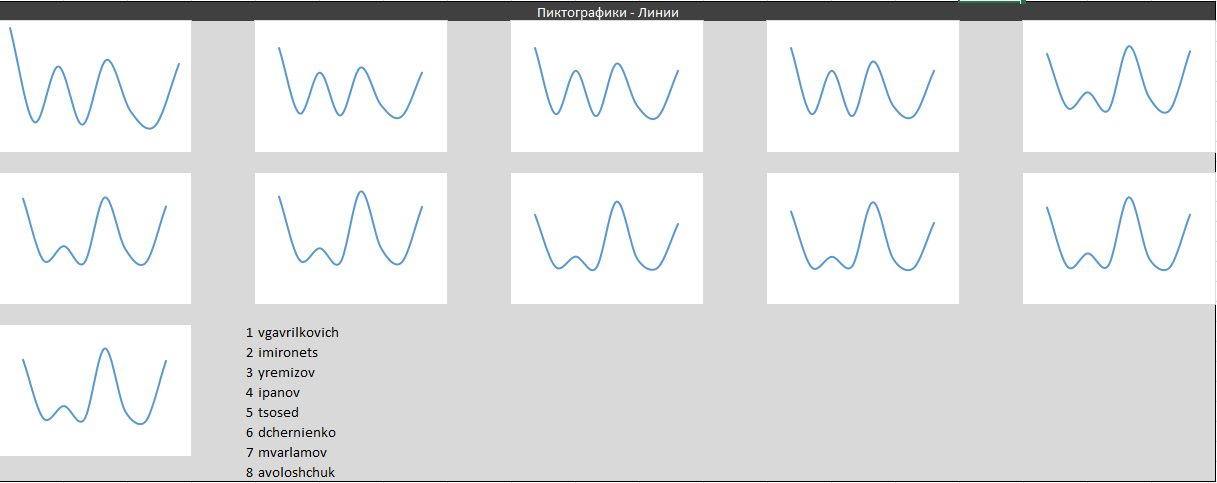 Пиктографики - Линии
1 vgavrilkovich
2 imironets
3 yremizov
4 ipanov
5 tsosed
6 dchernienko
7 mvarlamov
8 avoloshchuk